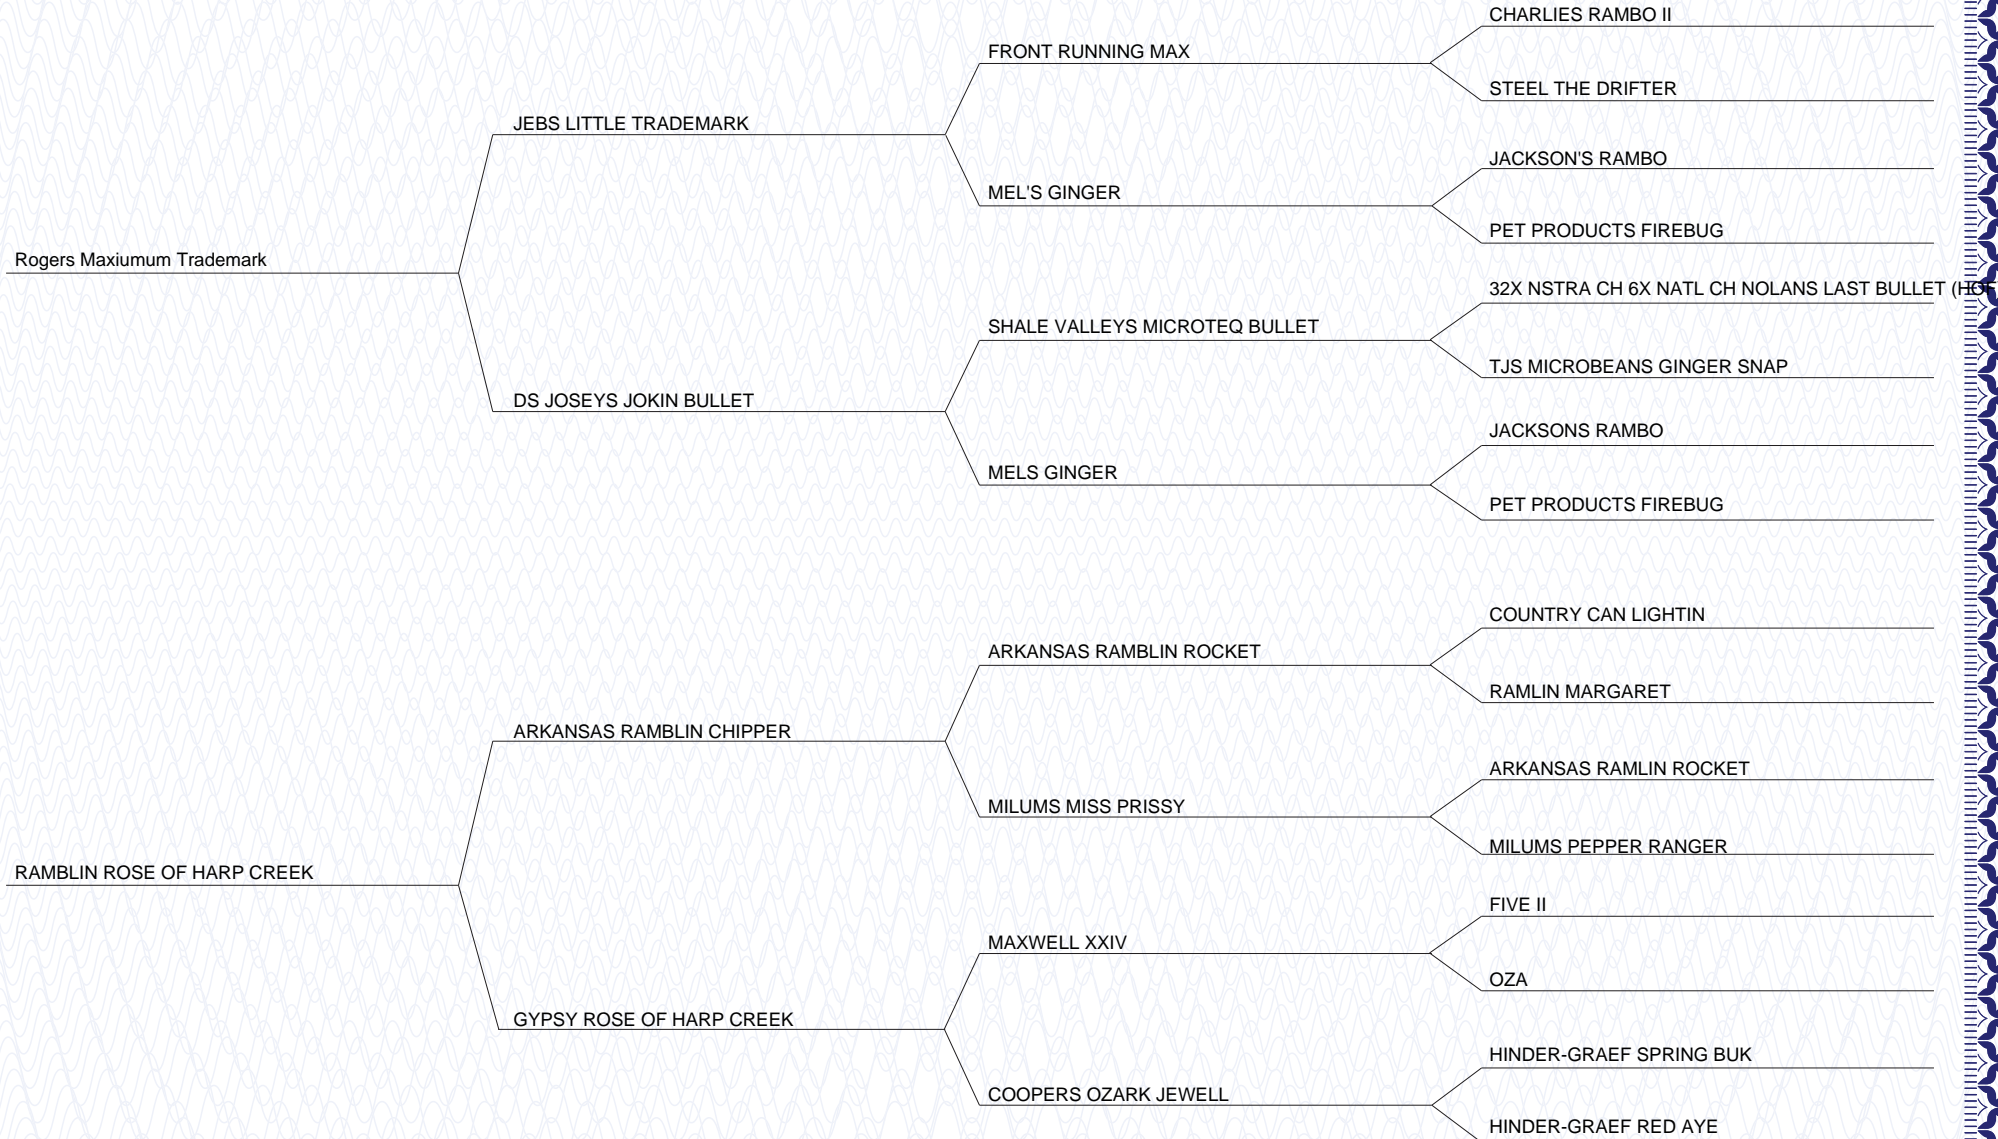 CHARLIES RAMBO II
FRONT RUNNING MAX
STEEL THE DRIFTER
JEBS LITTLE TRADEMARK
JACKSON'S RAMBO
MEL'S GINGER
PET PRODUCTS FIREBUG
Rogers Maxiumum Trademark
32X NSTRA CH 6X NATL CH NOLANS LAST BULLET (HOF
SHALE VALLEYS MICROTEQ BULLET
TJS MICROBEANS GINGER SNAP
DS JOSEYS JOKIN BULLET
JACKSONS RAMBO
MELS GINGER
PET PRODUCTS FIREBUG
COUNTRY CAN LIGHTIN
ARKANSAS RAMBLIN ROCKET
RAMLIN MARGARET
ARKANSAS RAMBLIN CHIPPER
ARKANSAS RAMLIN ROCKET
MILUMS MISS PRISSY
MILUMS PEPPER RANGER
RAMBLIN ROSE OF HARP CREEK
FIVE II
MAXWELL XXIV
OZA
GYPSY ROSE OF HARP CREEK
HINDER-GRAEF SPRING BUK
COOPERS OZARK JEWELL
HINDER-GRAEF RED AYE